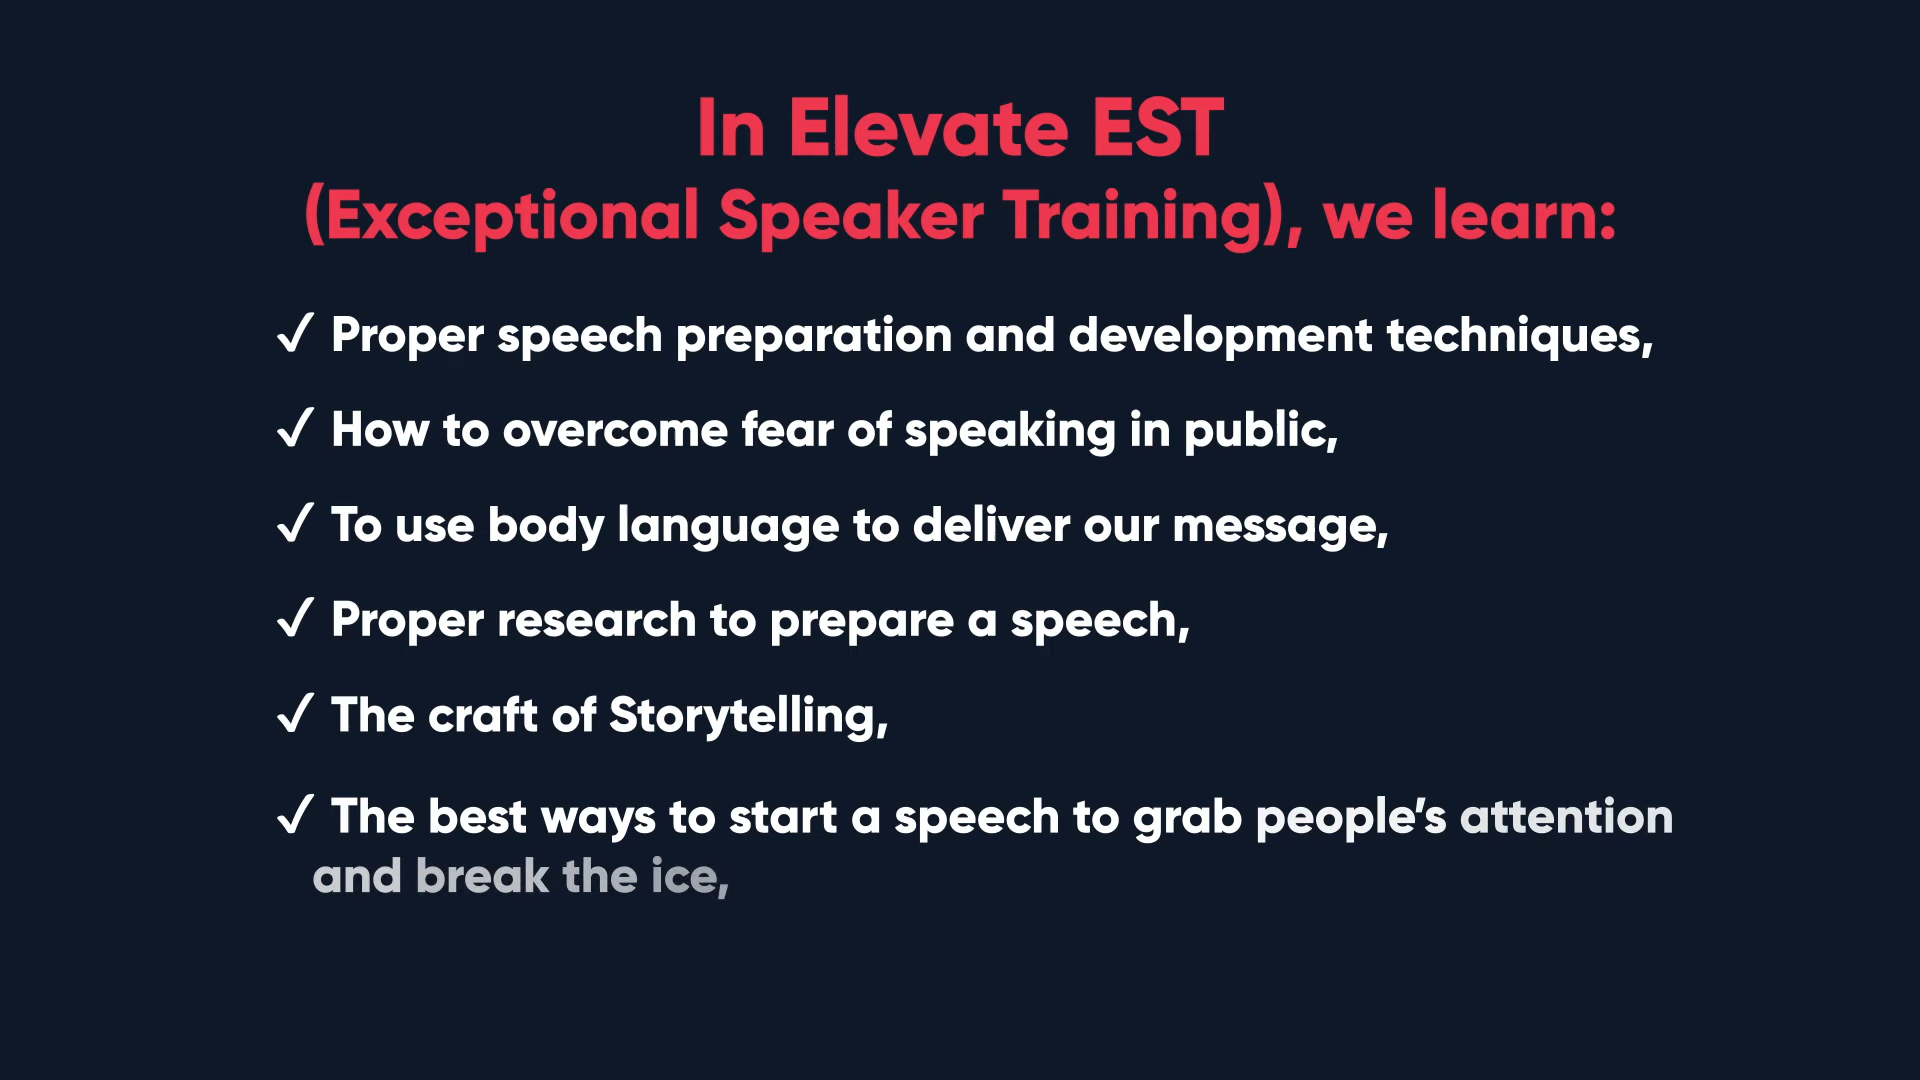 In Elevate EST
(Exceptional Speaker Training), we learn:
✓ Proper speech preparation and development techniques,
✓ How to overcome fear of speaking in public,
✓ To use body language to deliver our message,
✓ Proper research to prepare a speech,
✓ The craft of Storytelling,
✓ The best ways to start a speech to grab people’s attention
and break the ice,